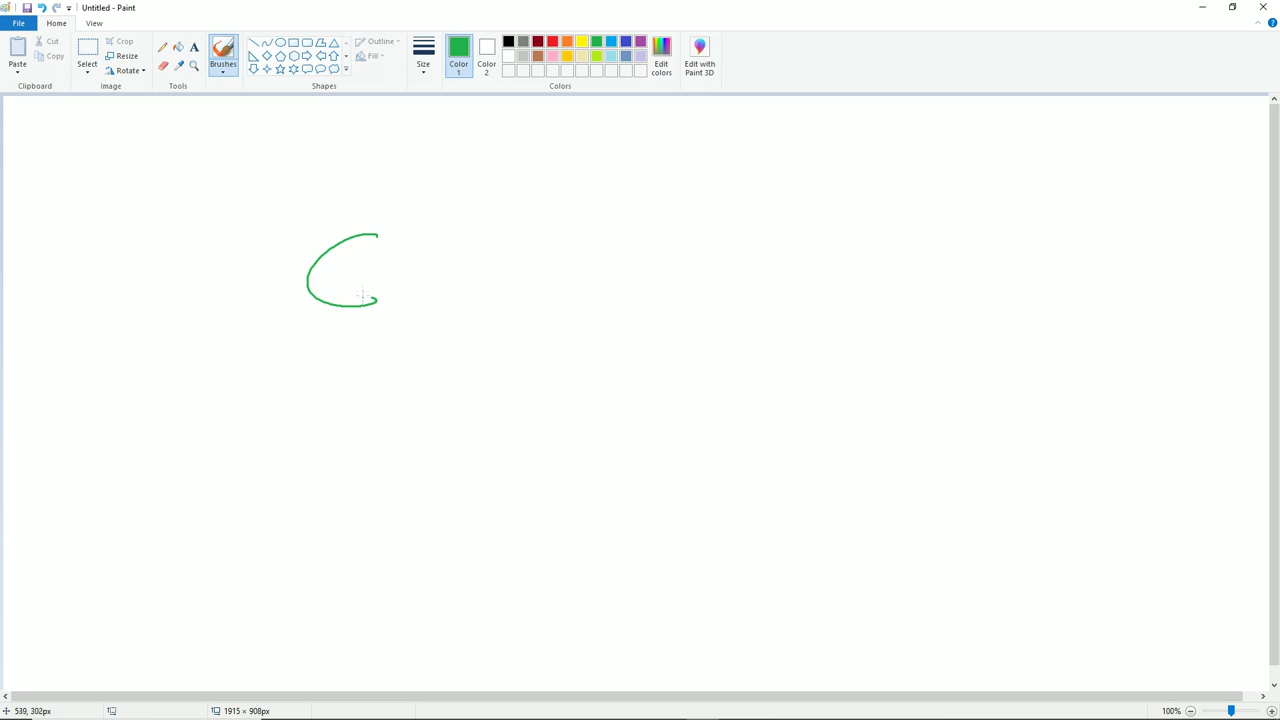 Untitled - Paint
File Home View
Paste
Cut
Copy
Clipboard
Select
Crop
Resize
Rotate
Image
A
Tools
Brushes
Outline
Fill
Shapes
Size
Color 1
Color 2
Edit colors
Colors
Edit with Paint 3D
C
539, 302px
1915 × 908px
100%